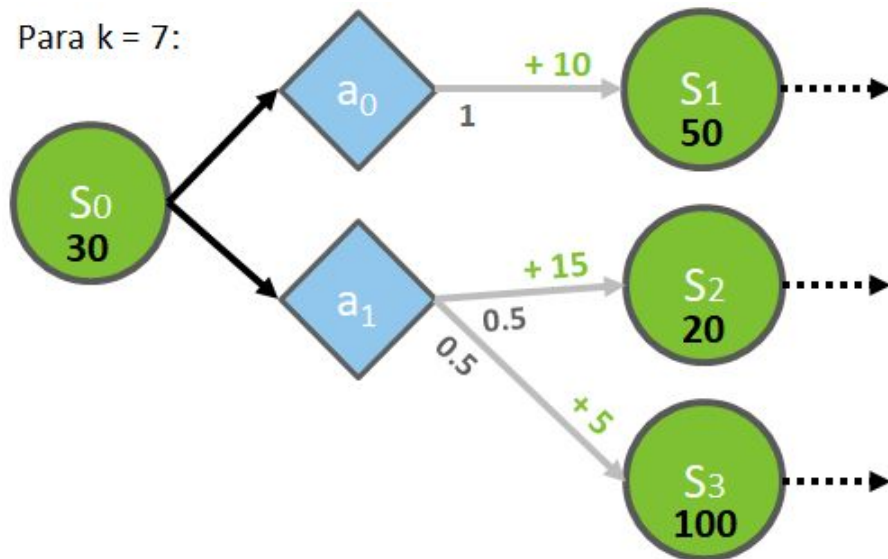 Para k = 7:
a₀
+ 10
1
S₁
50
S₀
30
a₁
+ 15
0.5
S₂
20
0.5
+ 5
S₃
100